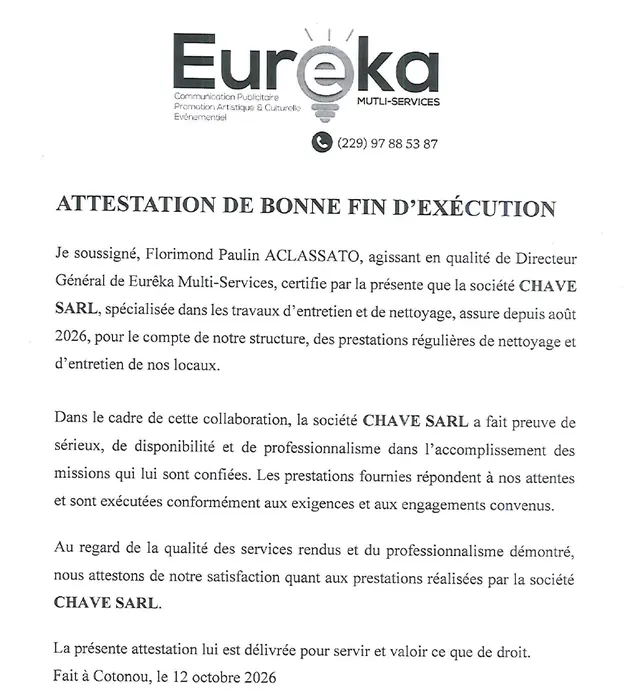 Eurêka
MUTLI-SERVICES
Communication Publicitaire
Promotion Artistique & Culturelle
Evénementiel
(229) 97 88 53 87
ATTESTATION DE BONNE FIN D'EXÉCUTION
Je soussigné, Florimond Paulin ACLASSATO, agissant en qualité de Directeur
Général de Eurêka Multi-Services, certifie par la présente que la société CHAVE
SARL, spécialisée dans les travaux d'entretien et de nettoyage, assure depuis août
2026, pour le compte de notre structure, des prestations régulières de nettoyage et
d'entretien de nos locaux.
Dans le cadre de cette collaboration, la société CHAVE SARL a fait preuve de
sérieux, de disponibilité et de professionnalisme dans l'accomplissement des
missions qui lui sont confiées. Les prestations fournies répondent à nos attentes
et sont exécutées conformément aux exigences et aux engagements convenus.
Au regard de la qualité des services rendus et du professionnalisme démontré,
nous attestons de notre satisfaction quant aux prestations réalisées par la société
CHAVE SARL.
La présente attestation lui est délivrée pour servir et valoir ce que de droit.
Fait à Cotonou, le 12 octobre 2026